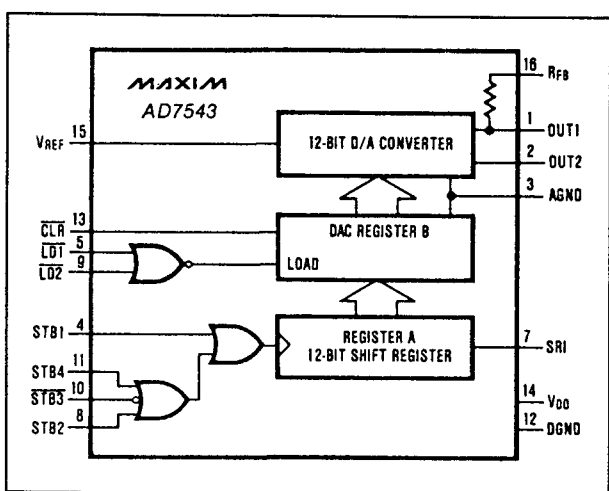 MAXIM
AD7543
16 RFB
15 VREF
12-BIT D/A CONVERTER
1 OUT1
2 OUT2
3 AGND
CLR 13
LD1 5
LD2 9
DAC REGISTER B
LOAD
STB1 4
STB4 11
STB3 10
STB2 8
REGISTER A
12-BIT SHIFT REGISTER
7 SRI
14 VDD
12 DGND